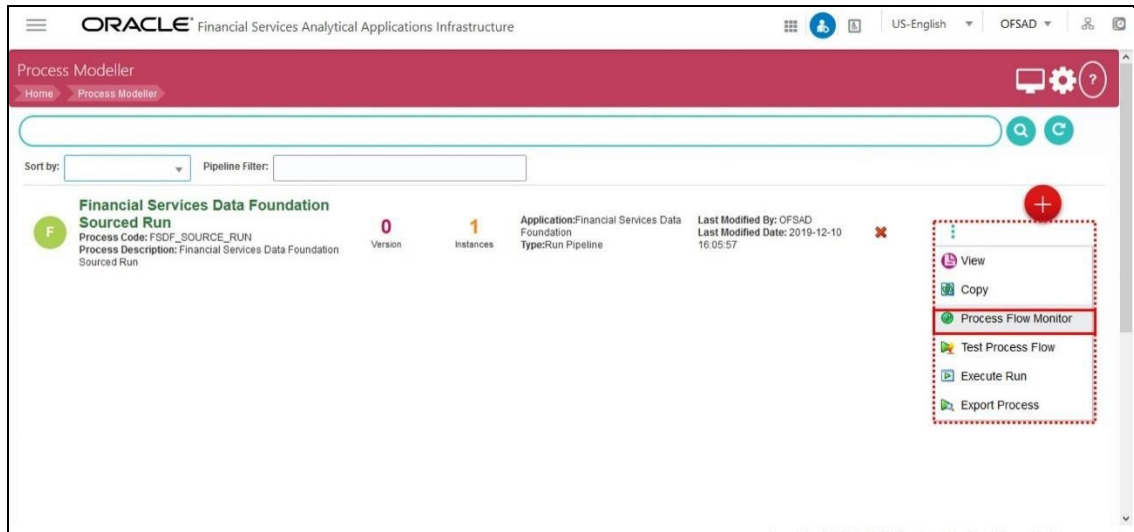 ORACLE Financial Services Analytical Applications Infrastructure
US-English
OFSAD
Process Modeller
Home
Process Modeller
?
Sort by:
Pipeline Filter:
F
Financial Services Data Foundation
Sourced Run
Process Code: FSDF_SOURCE_RUN
Process Description: Financial Services Data Foundation
Sourced Run
0
Version
1
Instances
Application:Financial Services Data
Foundation
Type:Run Pipeline
Last Modified By: OFSAD
Last Modified Date: 2019-12-10
16:05:57
View
Copy
Process Flow Monitor
Test Process Flow
Execute Run
Export Process